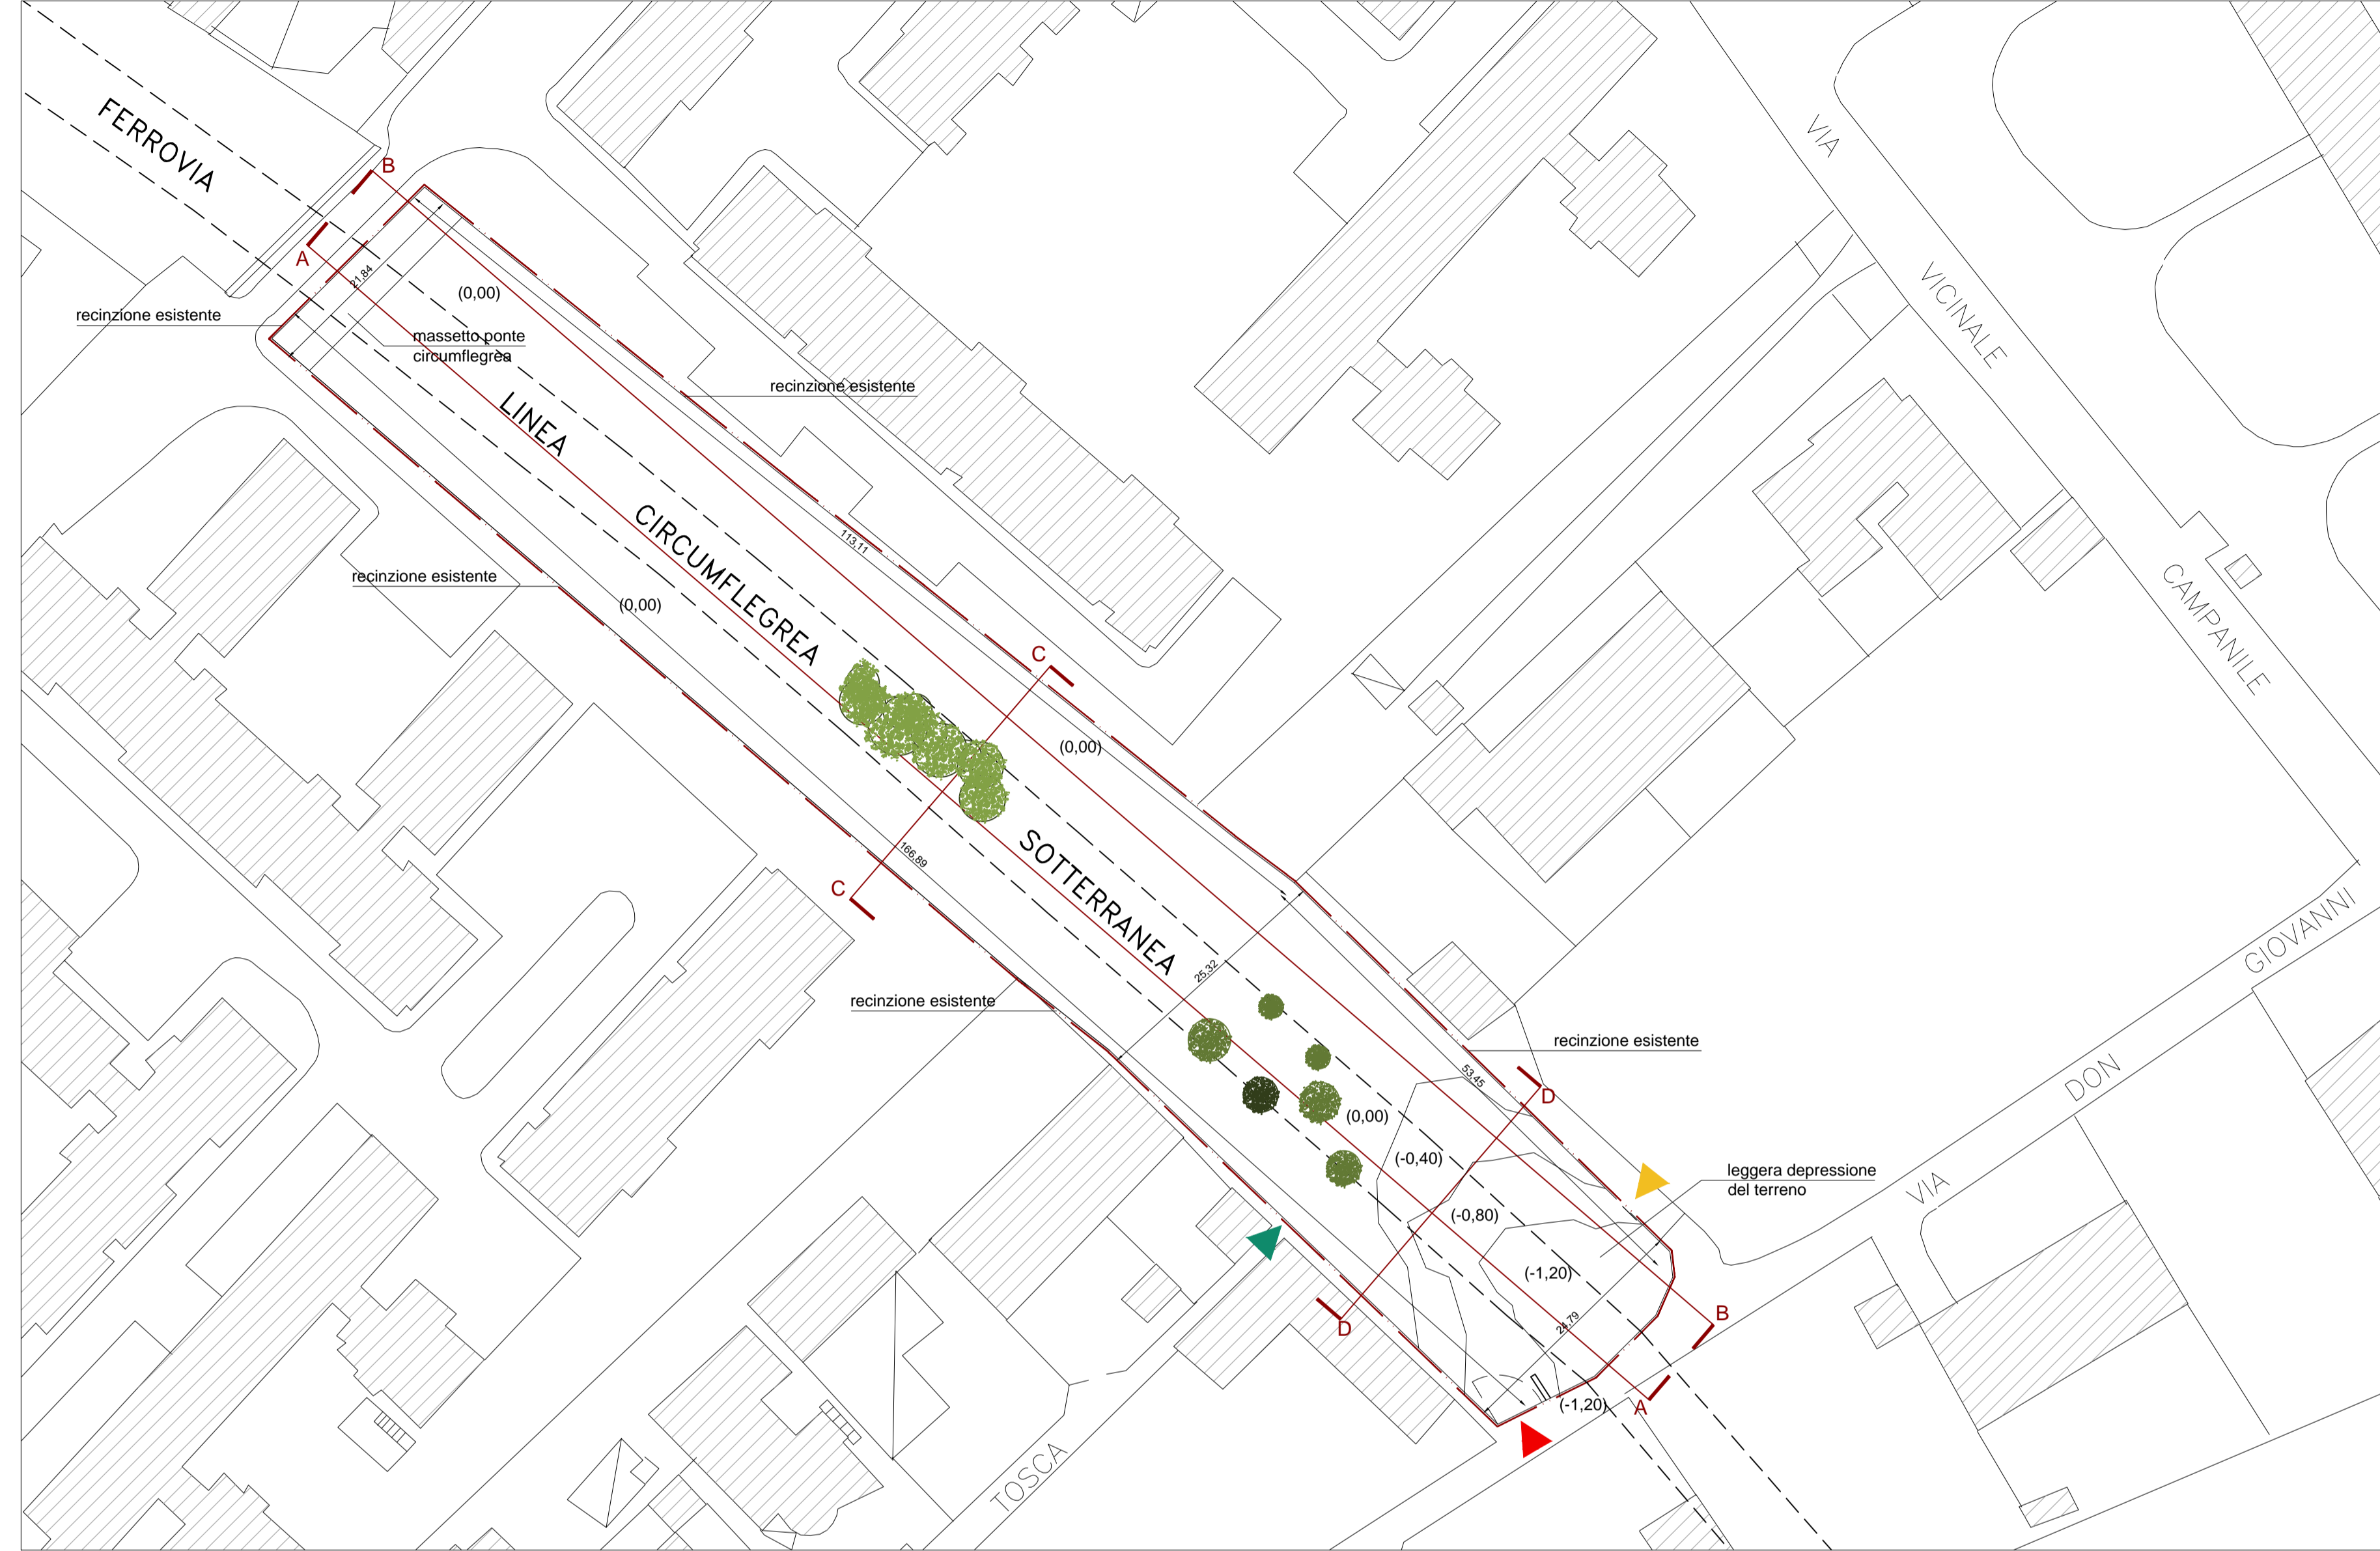 FERROVIA
B
A
21,84
(0,00)
recinzione esistente
massetto ponte
circumflegrea
recinzione esistente
LINEA
CIRCUMFLEGREA
113,11
recinzione esistente
(0,00)
C
(0,00)
VIA
VICINALE
CAMPANILE
C
166,89
SOTTERRANEA
25,32
recinzione esistente
recinzione esistente
53,45
D
(0,00)
(-0,40)
leggera depressione
del terreno
(-0,80)
(-1,20)
24,79
D
B
A
(-1,20)
VIA
DON
GIOVANNI
TOSCA